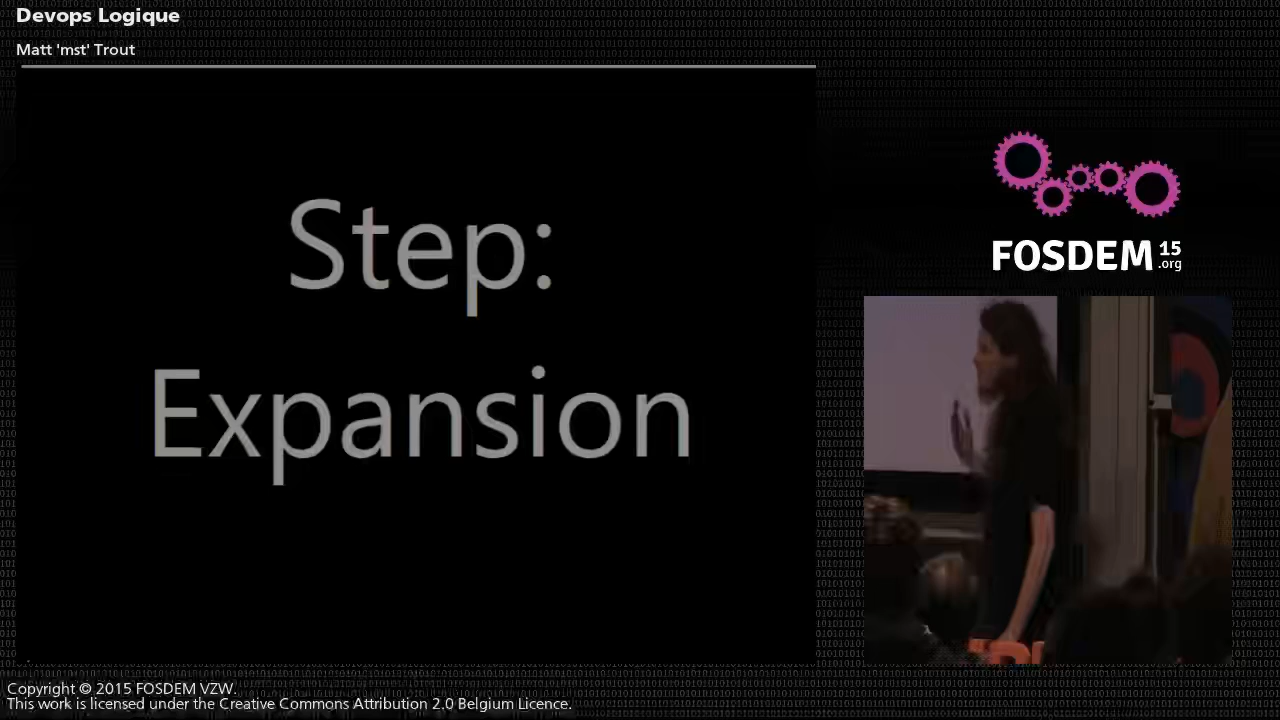 Devops Logique
Matt 'mst' Trout
Step:
Expansion
FOSDEM 15
.org
Copyright © 2015 FOSDEM VZW.
This work is licensed under the Creative Commons Attribution 2.0 Belgium Licence.